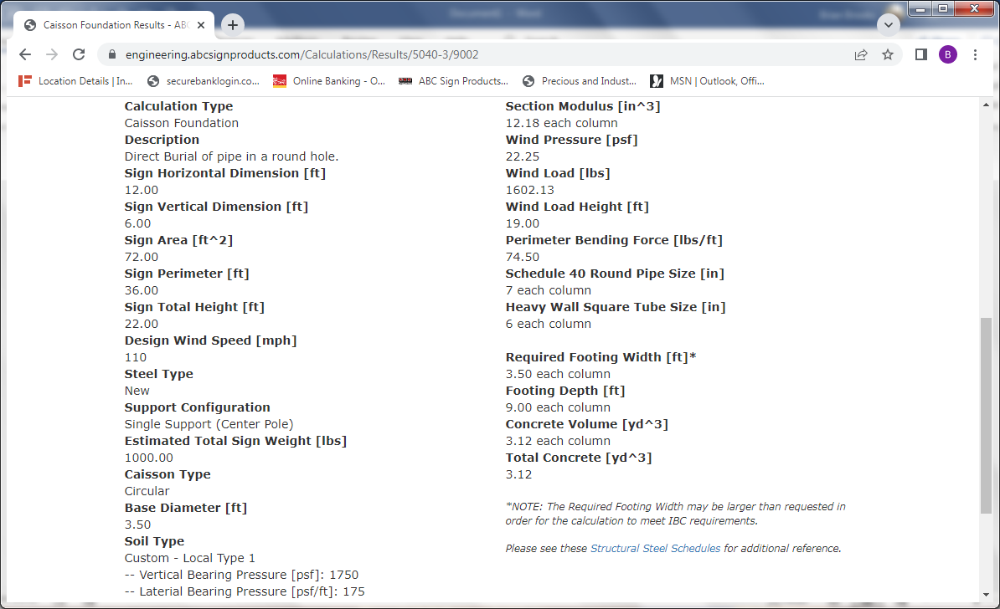 Caisson Foundation Results - ABC
engineering.abcsignproducts.com/Calculations/Results/5040-3/9002
B
Location Details | In...
securebanklogin.co...
Online Banking - O...
ABC Sign Products...
Precious and Indust...
MSN | Outlook, Offi...
Calculation Type
Caisson Foundation
Description
Direct Burial of pipe in a round hole.
Sign Horizontal Dimension [ft]
12.00
Sign Vertical Dimension [ft]
6.00
Sign Area [ft^2]
72.00
Sign Perimeter [ft]
36.00
Sign Total Height [ft]
22.00
Design Wind Speed [mph]
110
Steel Type
New
Support Configuration
Single Support (Center Pole)
Estimated Total Sign Weight [lbs]
1000.00
Caisson Type
Circular
Base Diameter [ft]
3.50
Soil Type
Custom - Local Type 1
-- Vertical Bearing Pressure [psf]: 1750
-- Laterial Bearing Pressure [psf/ft]: 175
Section Modulus [in^3]
12.18 each column
Wind Pressure [psf]
22.25
Wind Load [lbs]
1602.13
Wind Load Height [ft]
19.00
Perimeter Bending Force [lbs/ft]
74.50
Schedule 40 Round Pipe Size [in]
7 each column
Heavy Wall Square Tube Size [in]
6 each column
Required Footing Width [ft]*
3.50 each column
Footing Depth [ft]
9.00 each column
Concrete Volume [yd^3]
3.12 each column
Total Concrete [yd^3]
3.12
*NOTE: The Required Footing Width may be larger than requested in
order for the calculation to meet IBC requirements.
Please see these Structural Steel Schedules for additional reference.